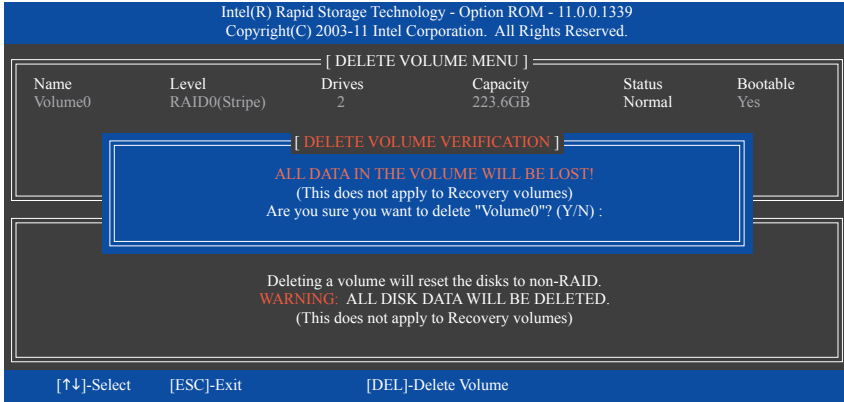 Intel(R) Rapid Storage Technology - Option ROM - 11.0.0.1339
Copyright(C) 2003-11 Intel Corporation. All Rights Reserved.
[ DELETE VOLUME MENU ]
Name Level Drives Capacity Status Bootable
Volume0 RAID0(Stripe) 2 223.6GB Normal Yes
[ DELETE VOLUME VERIFICATION ]
ALL DATA IN THE VOLUME WILL BE LOST!
(This does not apply to Recovery volumes)
Are you sure you want to delete "Volume0"? (Y/N) :
Deleting a volume will reset the disks to non-RAID.
WARNING: ALL DISK DATA WILL BE DELETED.
(This does not apply to Recovery volumes)
[↑↓]-Select [ESC]-Exit [DEL]-Delete Volume